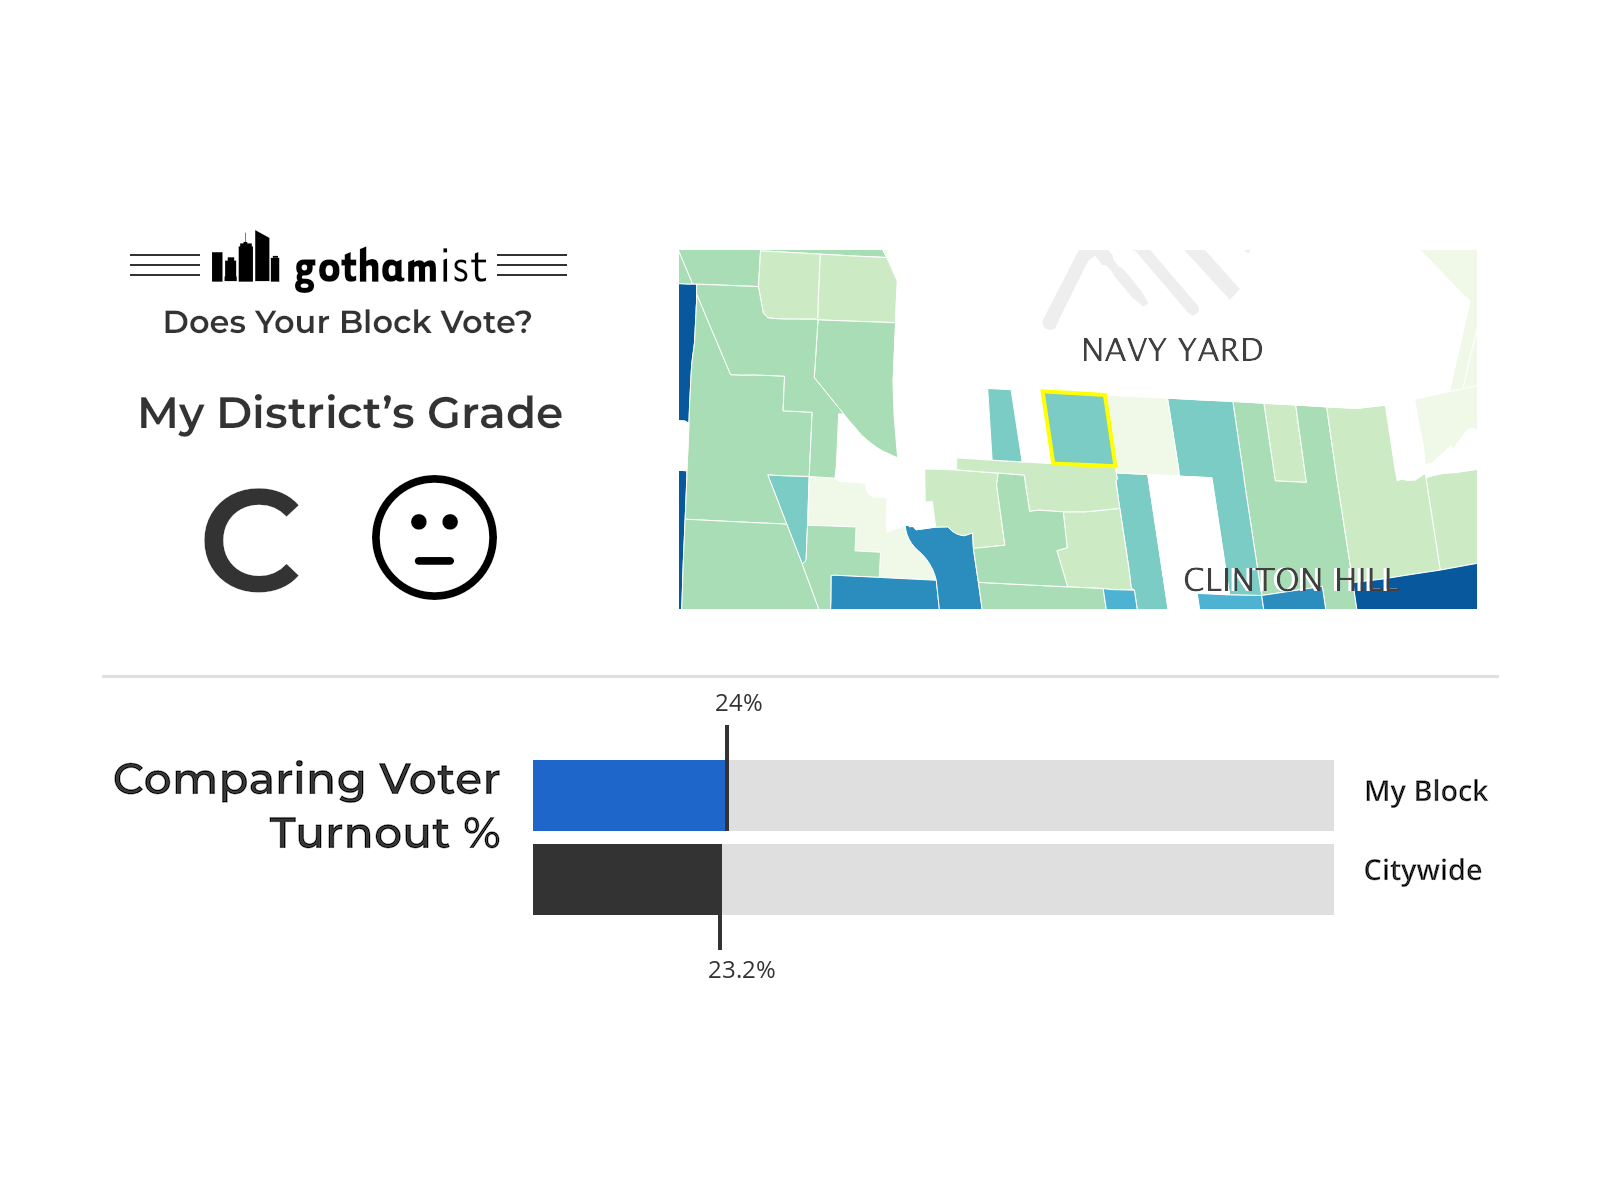 gothamist
Does Your Block Vote?
My District’s Grade
C
NAVY YARD
CLINTON HILL
24%
Comparing Voter
Turnout %
My Block
Citywide
23.2%